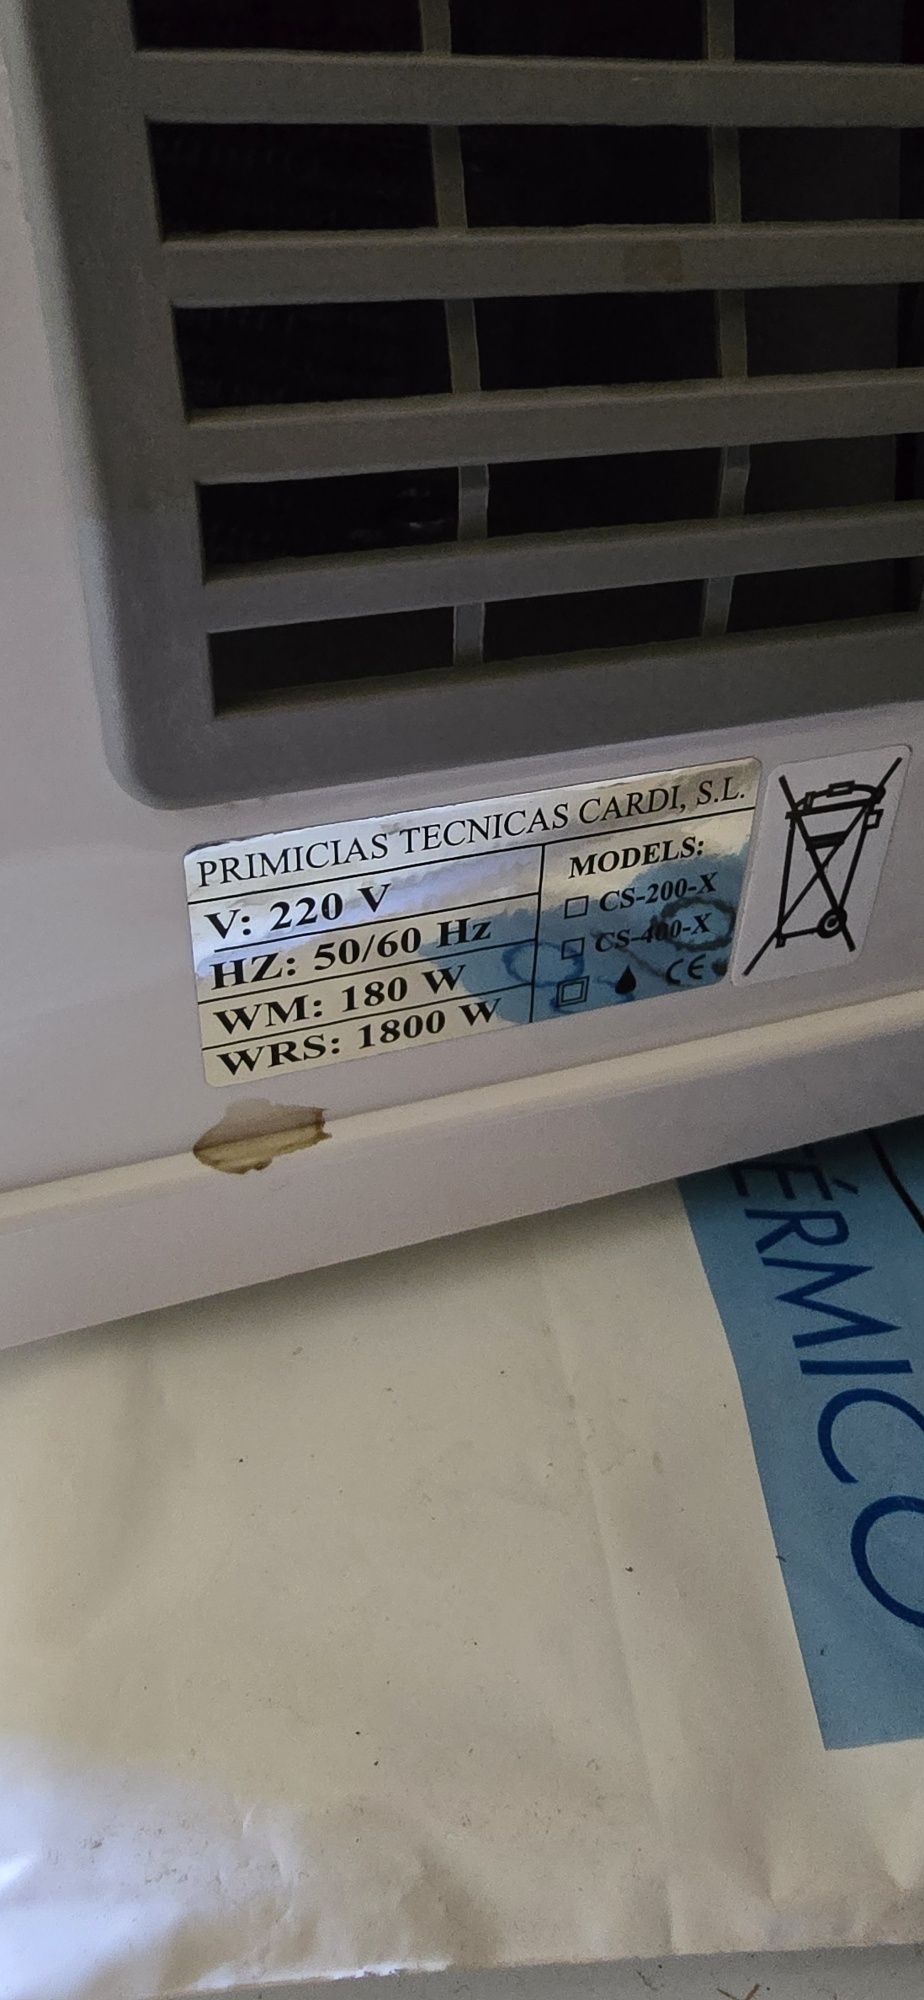 PRIMICIAS TECNICAS CARDI, S.L.
V: 220 V
HZ: 50/60 Hz
WM: 180 W
WRS: 1800 W
MODELS:
CS-200-X
CS-400-X
CE
ÉRMICO